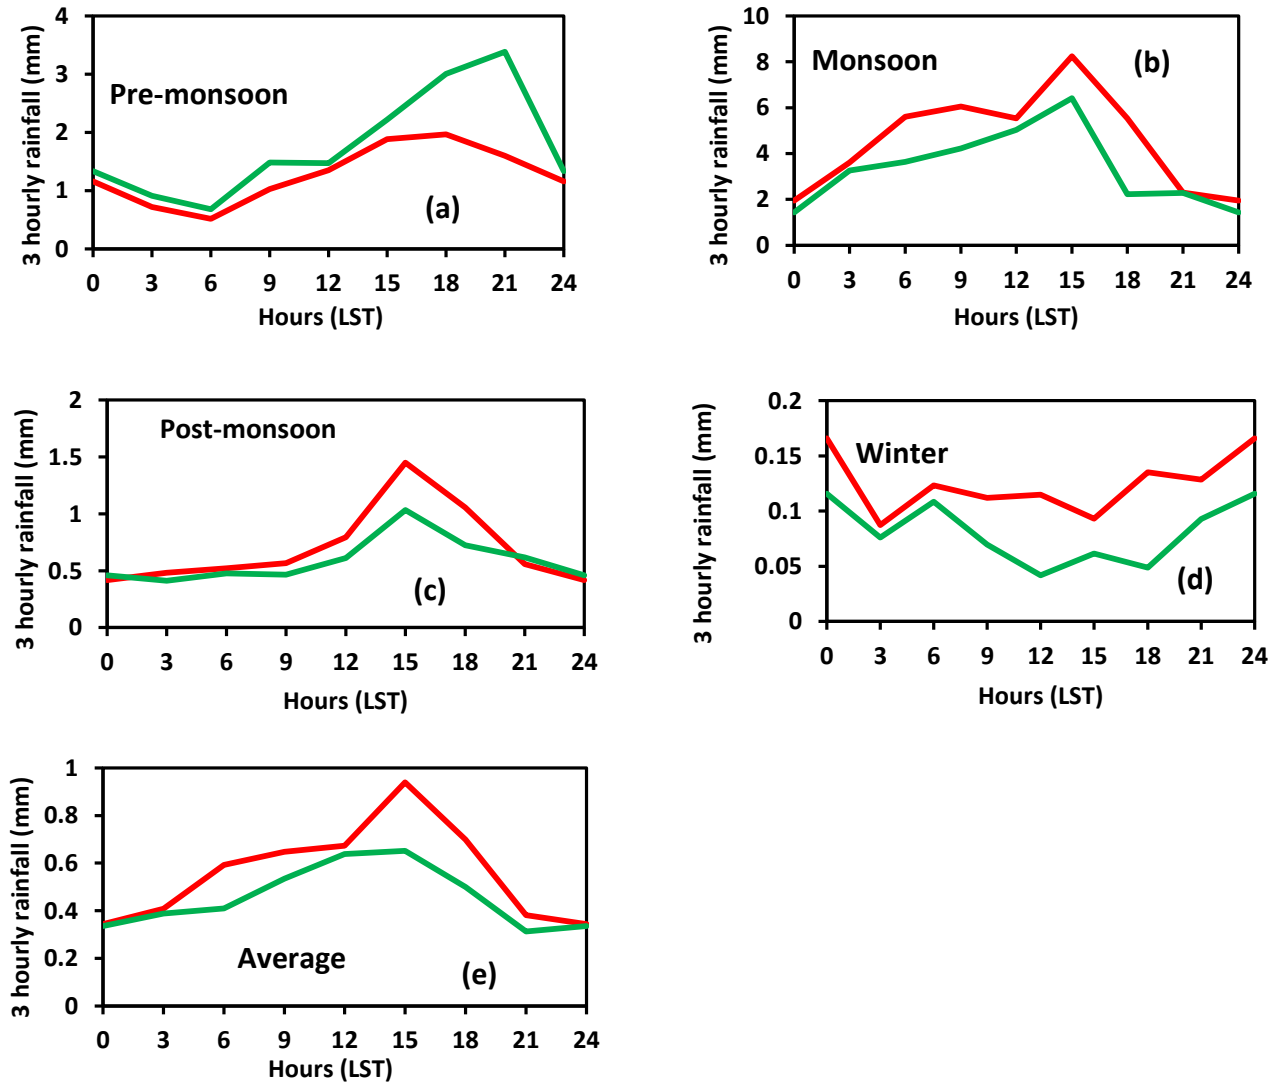 3 hourly rainfall (mm)
4
3
2
1
0
Pre-monsoon
(a)
0 3 6 9 12 15 18 21 24
Hours (LST)
3 hourly rainfall (mm)
10
8
6
4
2
0
Monsoon
(b)
0 3 6 9 12 15 18 21 24
Hours (LST)
3 hourly rainfall (mm)
2
1.5
1
0.5
0
Post-monsoon
(c)
0 3 6 9 12 15 18 21 24
Hours (LST)
3 hourly rainfall (mm)
0.2
0.15
0.1
0.05
0
Winter
(d)
0 3 6 9 12 15 18 21 24
Hours (LST)
3 hourly rainfall (mm)
1
0.8
0.6
0.4
0.2
0
Average
(e)
0 3 6 9 12 15 18 21 24
Hours (LST)